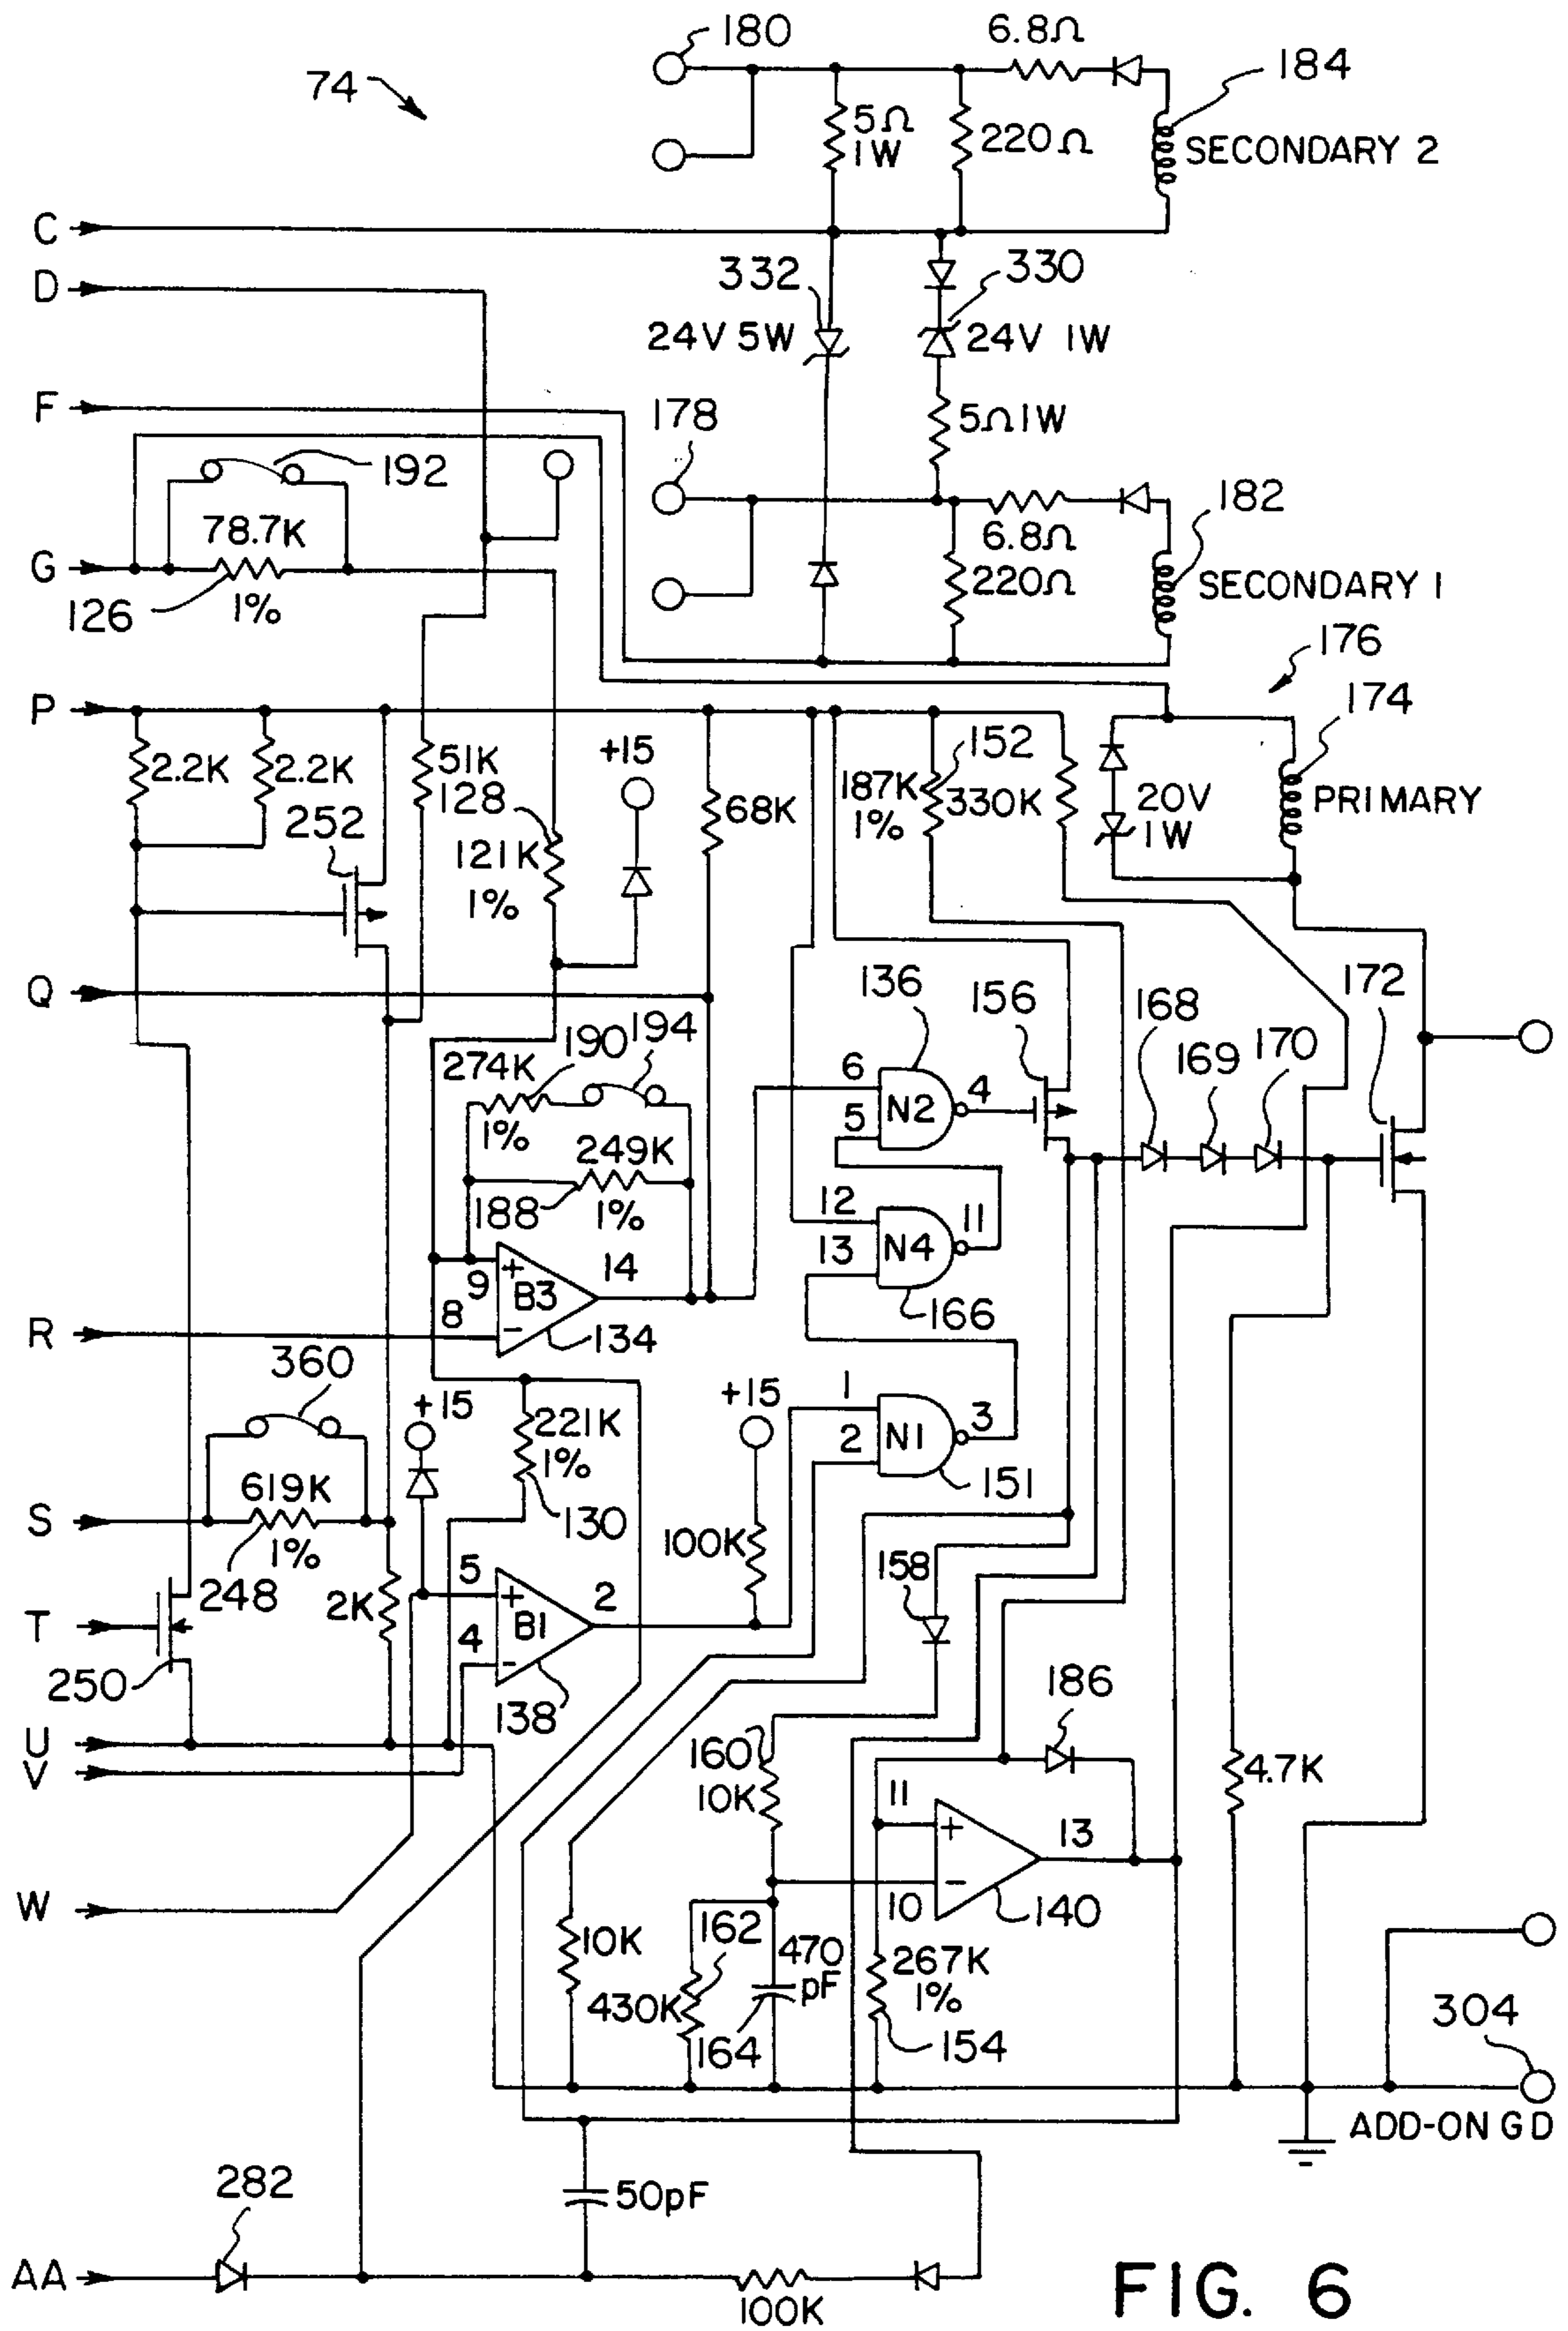 180
6.8Ω
74
184
5Ω
1W
220Ω
SECONDARY 2
C
D
332
330
24V 5W
24V 1W
F
178
5Ω1W
192
182
78.7K
6.8Ω
G
220Ω
SECONDARY 1
126
1%
176
P
174
+15
152
2.2K
2.2K
51K
187K
330K
20V
PRIMARY
128
68K
1%
1W
252
121K
1%
Q
136
156
168
172
190
194
169
170
274K
6
4
N2
5
1%
249K
188
1%
12
11
13
N4
14
9
+
B3
8
-
166
R
134
360
+15
+15
1
221K
2
N1
3
1%
619K
151
S
130
1%
100K
158
248
5
2
2K
+
B1
T
4
-
250
186
138
U
160
V
10K
11
4.7K
+
13
W
-
10
140
10K
162
470
pF
267K
1%
430K
304
164
154
ADD-ON GD
282
50pF
AA
100K
FIG. 6